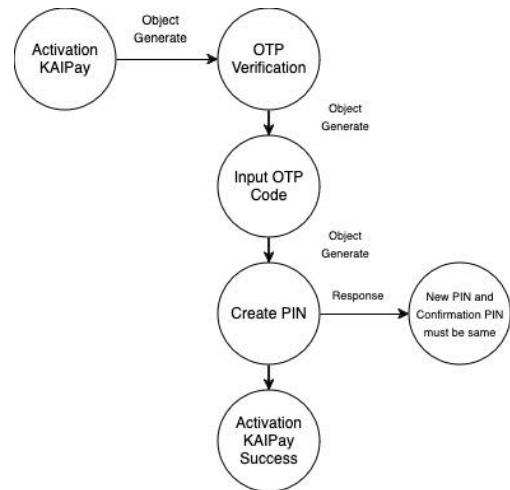 Object
Generate
Activation
KAIPay
OTP
Verification
Object
Generate
Input OTP
Code
Object
Generate
Create PIN
Response
New PIN and
Confirmation PIN
must be same
Activation
KAIPay
Success